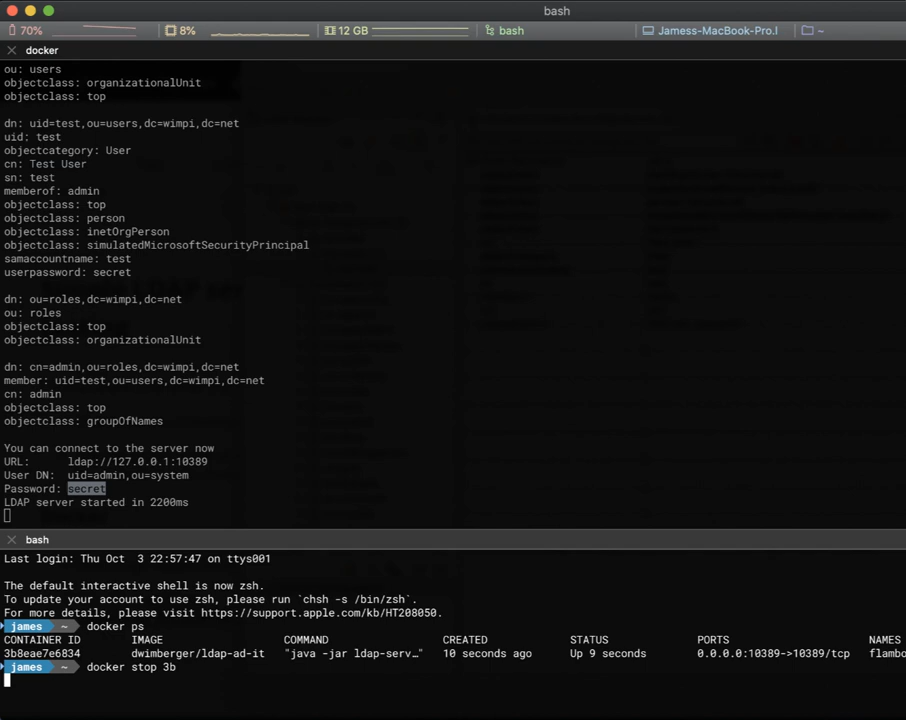 bash
70% 8% 12 GB bash Jamess-MacBook-Pro.l ~
docker
ou: users
objectclass: organizationalUnit
objectclass: top
dn: uid=test,ou=users,dc=wimpi,dc=net
uid: test
objectcategory: User
cn: Test User
sn: test
memberof: admin
objectclass: top
objectclass: person
objectclass: inetOrgPerson
objectclass: simulatedMicrosoftSecurityPrincipal
samaccountname: test
userpassword: secret
dn: ou=roles,dc=wimpi,dc=net
ou: roles
objectclass: top
objectclass: organizationalUnit
dn: cn=admin,ou=roles,dc=wimpi,dc=net
member: uid=test,ou=users,dc=wimpi,dc=net
cn: admin
objectclass: top
objectclass: groupOfNames
You can connect to the server now
URL: ldap://127.0.0.1:10389
User DN: uid=admin,ou=system
Password: secret
LDAP server started in 2200ms
bash
Last login: Thu Oct  3 22:57:47 on ttys001
The default interactive shell is now zsh.
To update your account to use zsh, please run `chsh -s /bin/zsh`.
For more details, please visit https://support.apple.com/kb/HT208050.
james ~ docker ps
CONTAINER ID IMAGE COMMAND CREATED STATUS PORTS NAMES
3b8eae7e6834 dwimberger/ldap-ad-it "java -jar ldap-serv…" 10 seconds ago Up 9 seconds 0.0.0.0:10389->10389/tcp flambo
james ~ docker stop 3b